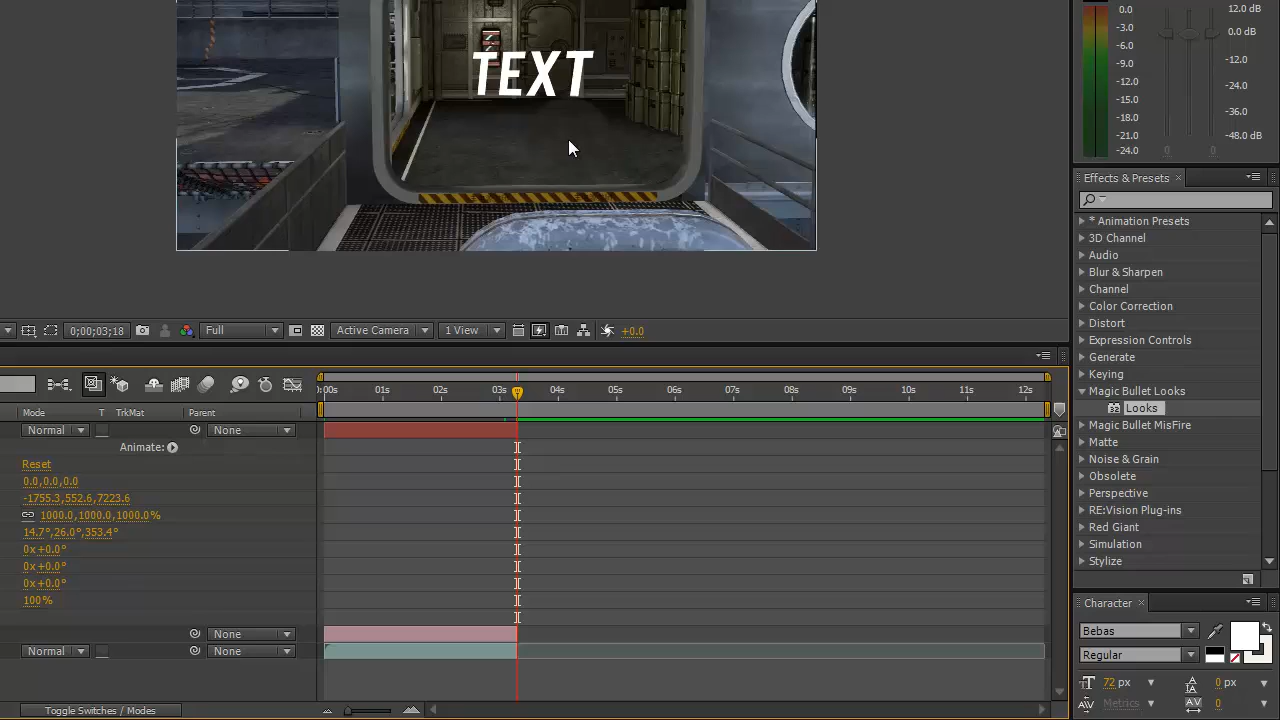 TEXT
12.0 dB
0.0 dB
-12.0
-24.0
-36.0
-48.0 dB
0.0
-3.0
-6.0
-9.0
-12.0
-15.0
-18.0
-21.0
-24.0
0 0
Effects & Presets
* Animation Presets
3D Channel
Audio
Blur & Sharpen
Channel
Color Correction
Distort
Expression Controls
Generate
Keying
Magic Bullet Looks
32 Looks
Magic Bullet MisFire
Matte
Noise & Grain
Obsolete
Perspective
RE:Vision Plug-ins
Red Giant
Simulation
Stylize
0;00;03;18 Full Active Camera 1 View +0.0
:00s 01s 02s 03s 04s 05s 06s 07s 08s 09s 10s 11s 12s
Mode T TrkMat Parent
Normal None
Animate:
Reset
0.0,0.0,0.0
-1755.3,552.6,7223.6
1000.0,1000.0,1000.0%
14.7°,26.0°,353.4°
0x+0.0°
0x+0.0°
0x+0.0°
100%
None
Normal None
Toggle Switches / Modes
Character
Bebas
Regular
72 px 0 px
Metrics 0